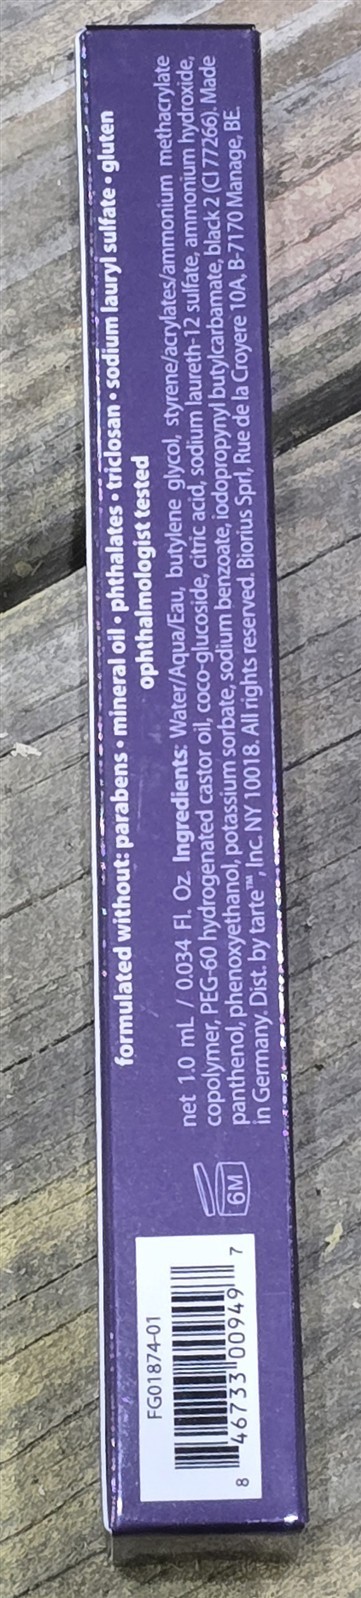 formulated without: parabens • mineral oil • phthalates • triclosan • sodium lauryl sulfate • gluten
ophthalmologist tested
net 1.0 mL / 0.034 Fl. Oz. Ingredients: Water/Aqua/Eau, butylene glycol, styrene/acrylates/ammonium methacrylate
copolymer, PEG-60 hydrogenated castor oil, coco-glucoside, citric acid, sodium laureth-12 sulfate, ammonium hydroxide,
panthenol, phenoxyethanol, potassium sorbate, sodium benzoate, iodopropynyl butylcarbamate, black 2 (CI 77266). Made
in Germany. Dist. by tarte™, Inc. NY 10018. All rights reserved. Biorius Sprl, Rue de la Croyere 10A, B-7170 Manage, BE.
6M
FG01874-01
8 46733 00949 7